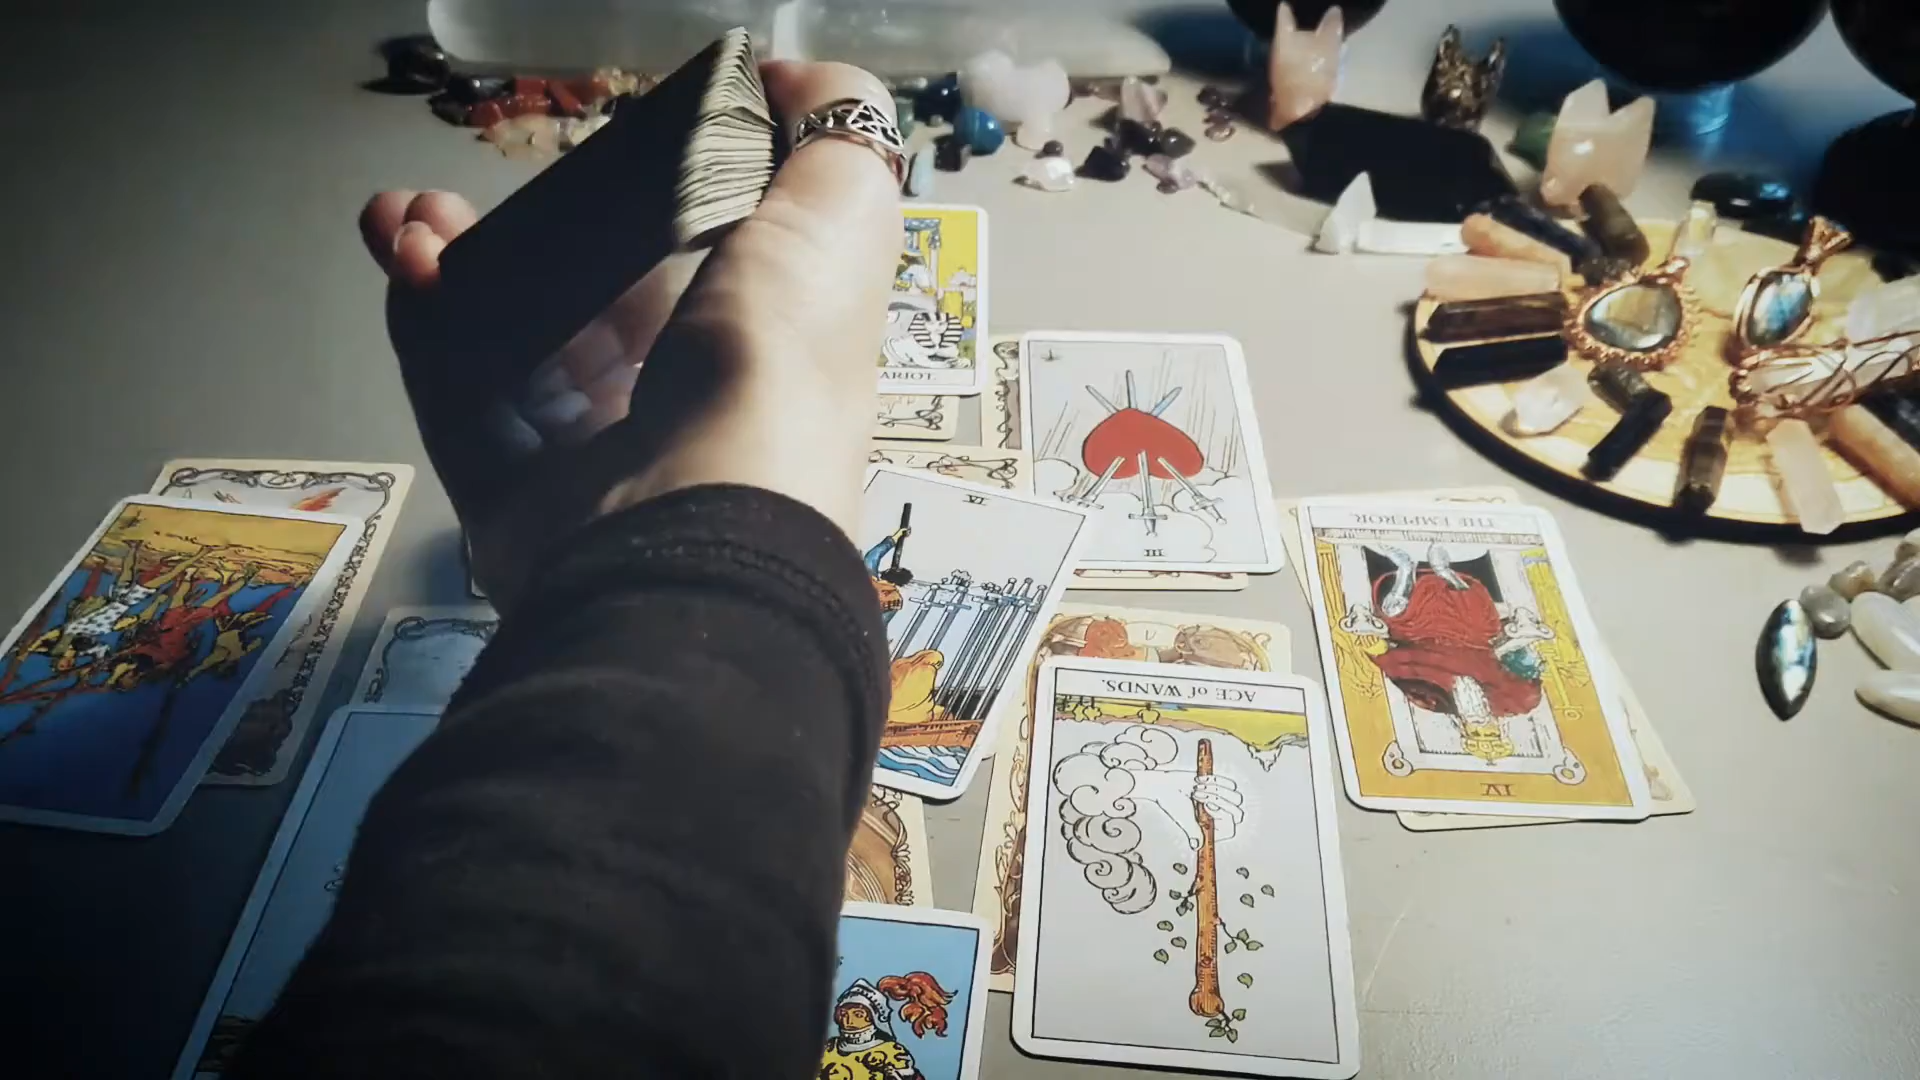 ARIOT.
III
THE EMPEROR.
IV
ACE of WANDS.